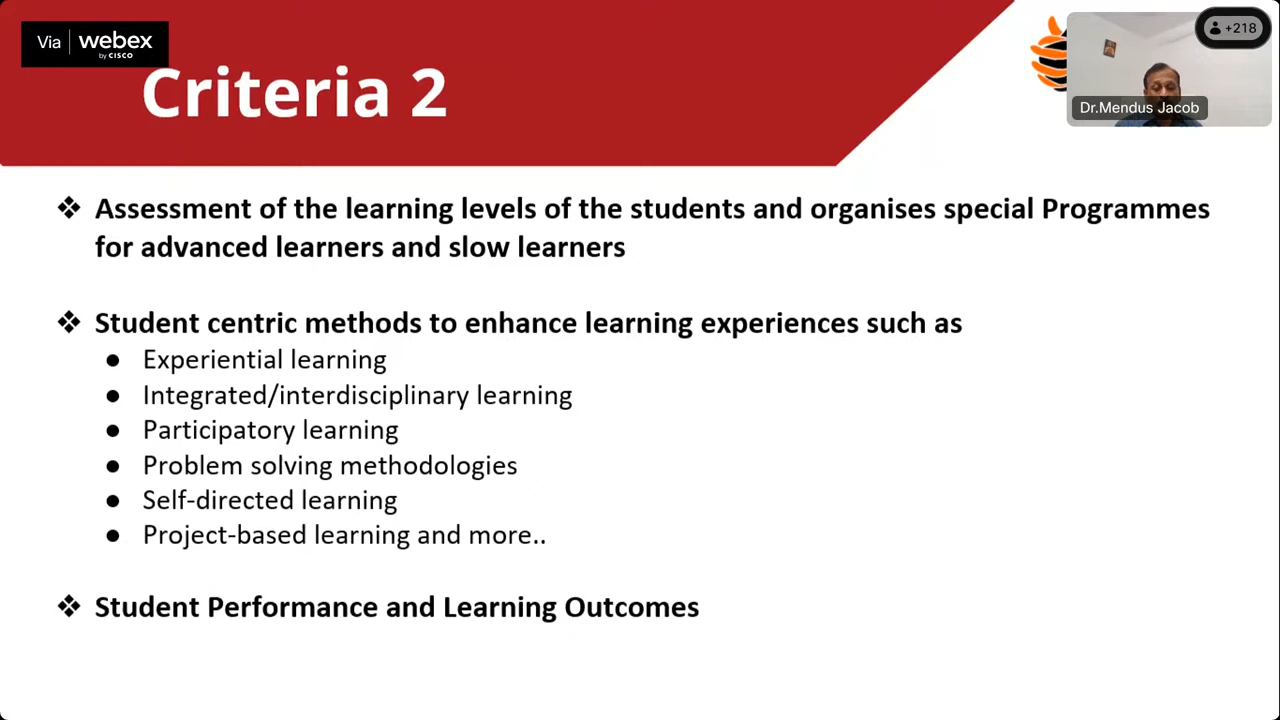 Via webex
by CISCO
+218
Criteria 2
Dr.Mendus Jacob
❖ Assessment of the learning levels of the students and organises special Programmes
for advanced learners and slow learners
❖ Student centric methods to enhance learning experiences such as
● Experiential learning
● Integrated/interdisciplinary learning
● Participatory learning
● Problem solving methodologies
● Self-directed learning
● Project-based learning and more..
❖ Student Performance and Learning Outcomes